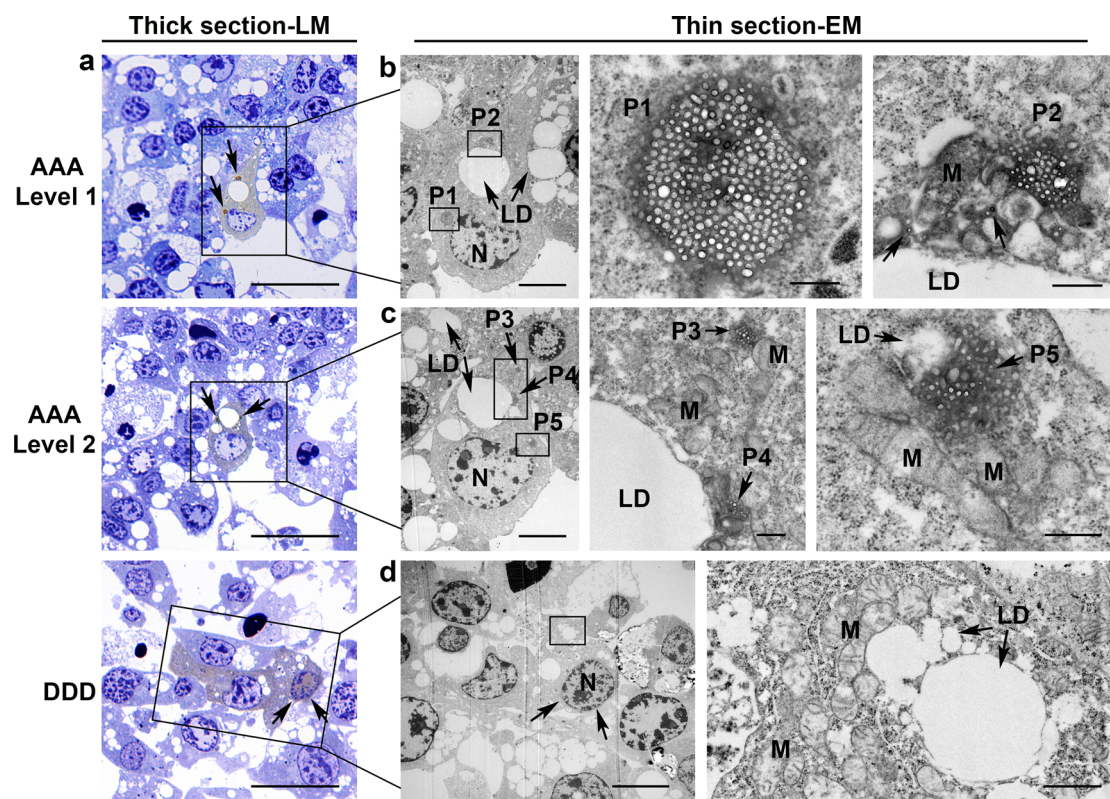 Thick section-LM
Thin section-EM
a
AAA
Level 1
b
P2
P1
LD
N
P1
P2
M
LD
AAA
Level 2
c
P3
LD
P4
P5
N
P3
M
M
P4
LD
LD
P5
M
M
DDD
d
N
LD
M
M